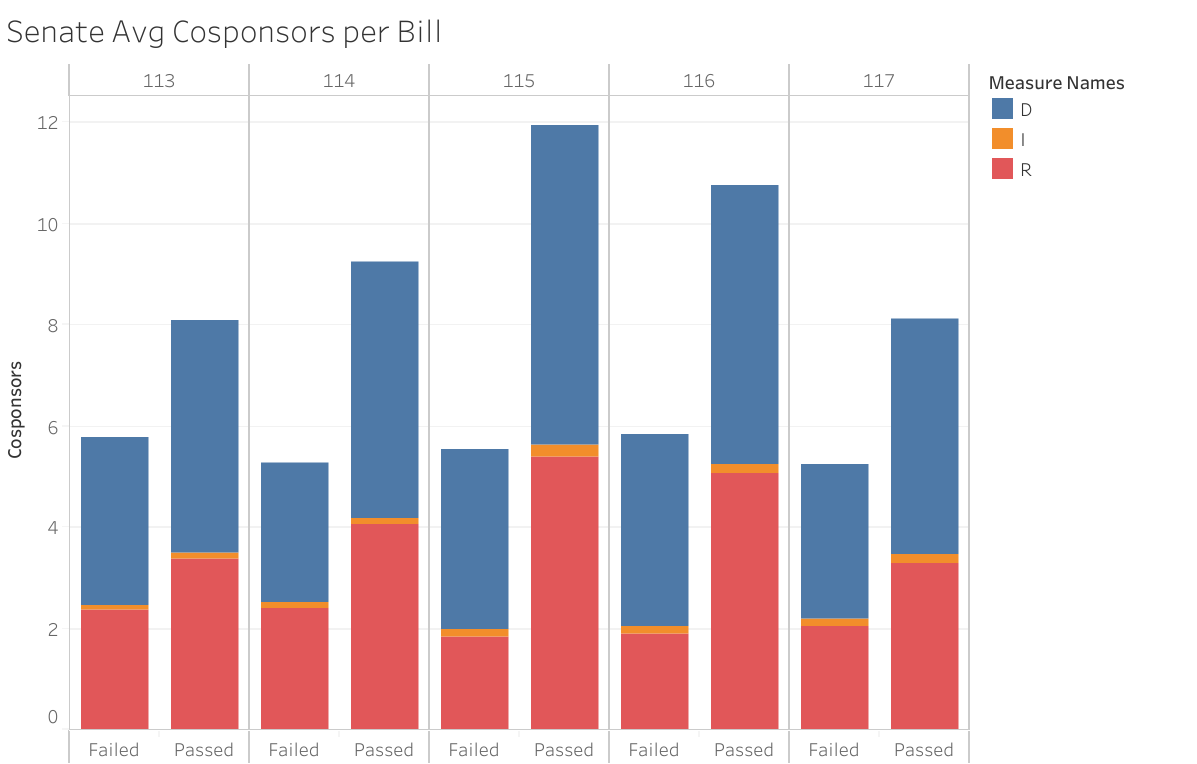 Senate Avg Cosponsors per Bill
113 114 115 116 117
Measure Names
D
I
R
12
10
8
6
4
2
0
Cosponsors
Failed Passed Failed Passed Failed Passed Failed Passed Failed Passed